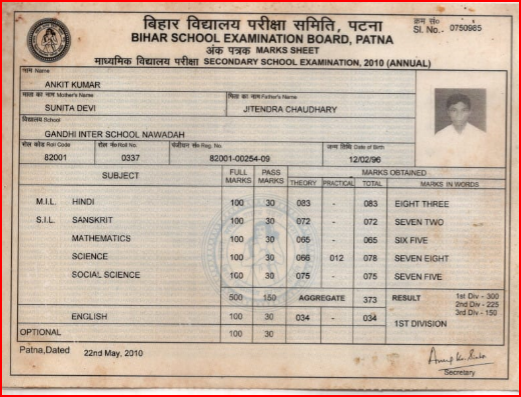 बिहार विद्यालय परीक्षा समिति, पटना
BIHAR SCHOOL EXAMINATION BOARD, PATNA
क्रम सं०
Sl. No.- 0750965
अंक पत्रक MARKS SHEET
माध्यमिक विद्यालय परीक्षा SECONDARY SCHOOL EXAMINATION, 2010 (ANNUAL)
नाम Name
ANKIT KUMAR
माता का नाम Mother's Name
SUNITA DEVI
पिता का नाम Father's Name
JITENDRA CHAUDHARY
विद्यालय School
GANDHI INTER SCHOOL NAWADAH
रोल कोड Roll Code रोल सं० Roll No. पंजीयन सं० Reg. No. जन्म तिथि Date of Birth
82001 0337 82001-00254-09 12/02/96
SUBJECT FULL MARKS PASS MARKS MARKS OBTAINED
THEORY PRACTICAL TOTAL MARKS IN WORDS
M.I.L. HINDI 100 30 083 - 083 EIGHT THREE
S.I.L. SANSKRIT 100 30 072 - 072 SEVEN TWO
MATHEMATICS 100 30 065 - 065 SIX FIVE
SCIENCE 100 30 066 012 078 SEVEN EIGHT
SOCIAL SCIENCE 100 30 075 - 075 SEVEN FIVE
500 150 AGGREGATE 373 RESULT 1st Div - 300
2nd Div - 225
3rd Div - 150
ENGLISH 100 30 034 - 034 1ST DIVISION
OPTIONAL 100 30
Patna,Dated 22nd May, 2010
Secretary